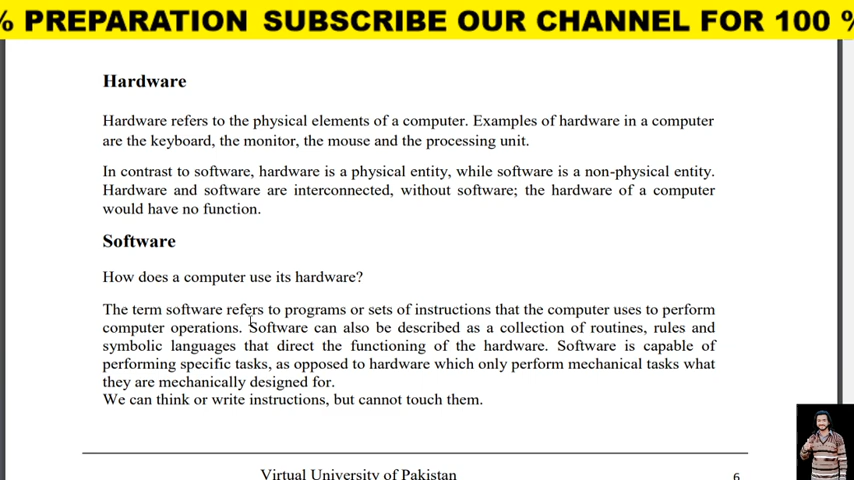 % PREPARATION SUBSCRIBE OUR CHANNEL FOR 100 %
Hardware
Hardware refers to the physical elements of a computer. Examples of hardware in a computer
are the keyboard, the monitor, the mouse and the processing unit.
In contrast to software, hardware is a physical entity, while software is a non-physical entity.
Hardware and software are interconnected, without software; the hardware of a computer
would have no function.
Software
How does a computer use its hardware?
The term software refers to programs or sets of instructions that the computer uses to perform
computer operations. Software can also be described as a collection of routines, rules and
symbolic languages that direct the functioning of the hardware. Software is capable of
performing specific tasks, as opposed to hardware which only perform mechanical tasks what
they are mechanically designed for.
We can think or write instructions, but cannot touch them.
Virtual University of Pakistan 6